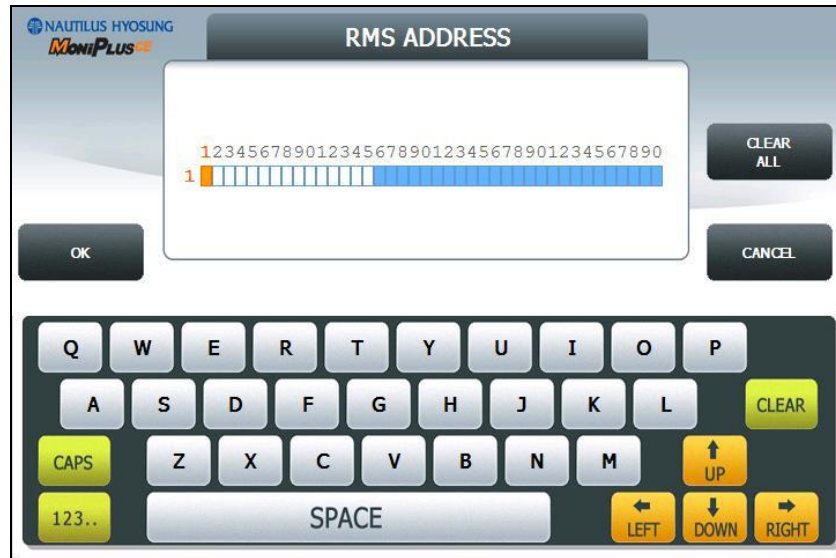 NAUTILUS HYOSUNG
MoniPlus CE
RMS ADDRESS
1234567890123456789012345678901234567890
1
CLEAR
ALL
OK
CANCEL
Q W E R T Y U I O P
A S D F G H J K L CLEAR
CAPS Z X C V B N M UP
123.. SPACE LEFT DOWN RIGHT